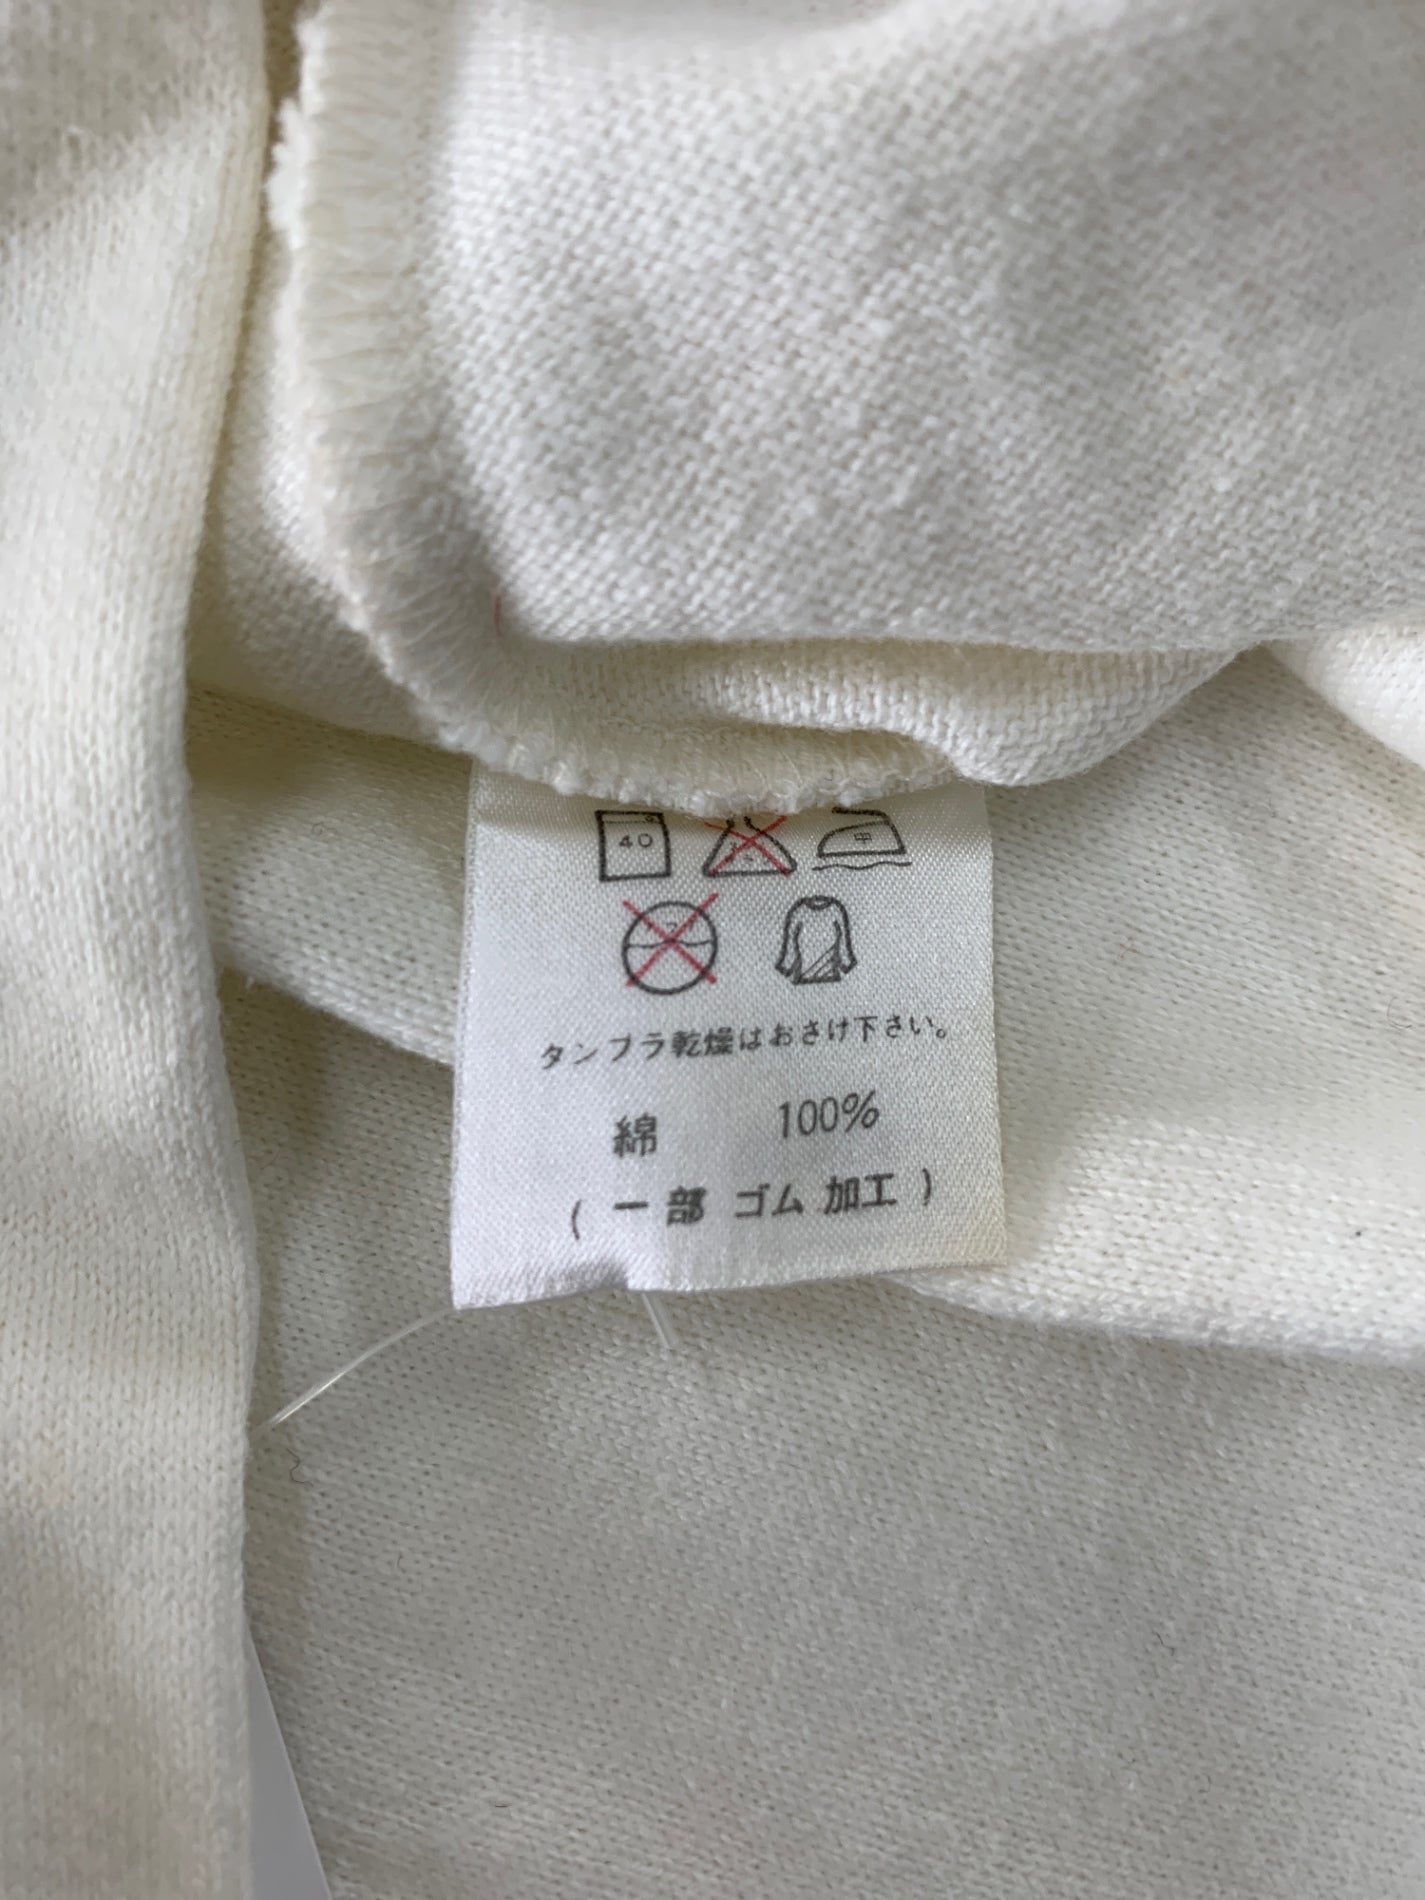 40
中
タンブラ乾燥はおさけ下さい。
綿 100%
( 一部 ゴム 加工 )